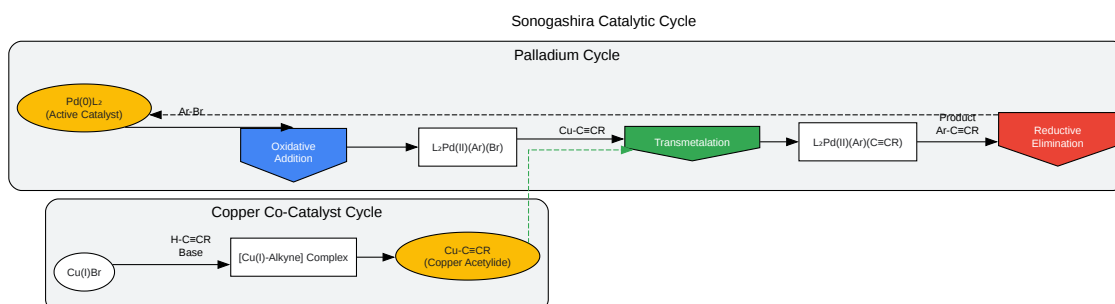 Sonogashira Catalytic Cycle
Palladium Cycle
Pd(0)L₂
(Active Catalyst)
Ar-Br
Oxidative
Addition
L₂Pd(II)(Ar)(Br)
Cu-C≡CR
Transmetalation
L₂Pd(II)(Ar)(C≡CR)
Product
Ar-C≡CR
Reductive
Elimination
Copper Co-Catalyst Cycle
Cu(I)Br
H-C≡CR
Base
[Cu(I)-Alkyne] Complex
Cu-C≡CR
(Copper Acetylide)